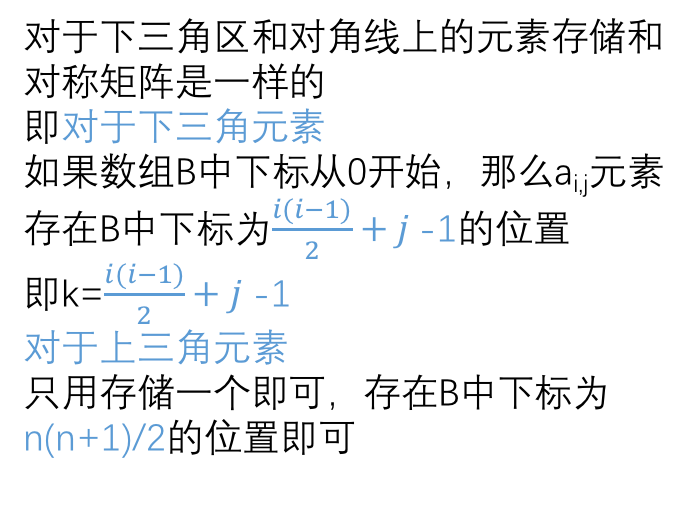 对于下三角区和对角线上的元素存储和
对称矩阵是一样的
即对于下三角元素
如果数组B中下标从0开始，那么a_{i,j}元素
存在B中下标为\frac{i(i-1)}{2}+j -1的位置
即k=\frac{i(i-1)}{2}+j -1
对于上三角元素
只用存储一个即可，存在B中下标为
n(n+1)/2的位置即可